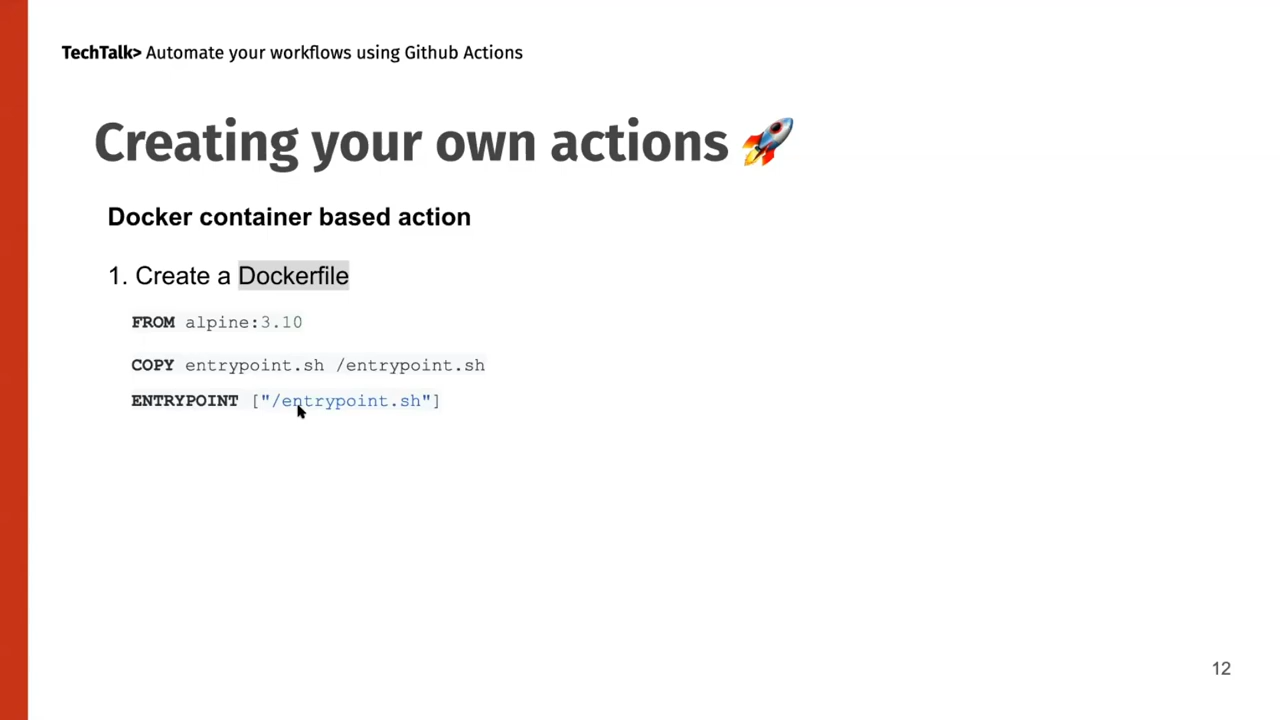 TechTalk> Automate your workflows using Github Actions
Creating your own actions 🚀
Docker container based action
1. Create a Dockerfile
FROM alpine:3.10
COPY entrypoint.sh /entrypoint.sh
ENTRYPOINT ["/entrypoint.sh"]
12